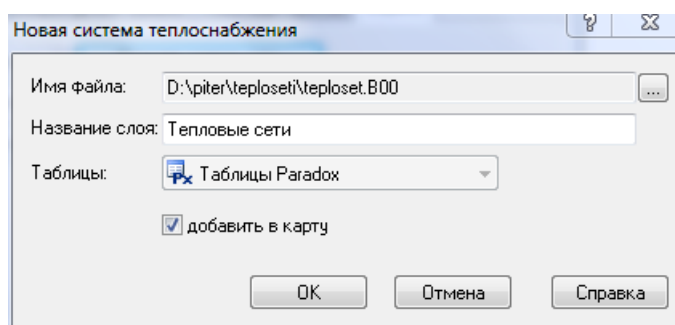 Новая система теплоснабжения
Имя файла: D:\piter\teploseti\teploset.B00 ...
Название слоя: Тепловые сети
Таблицы: Таблицы Paradox
добавить в карту
OK Отмена Справка